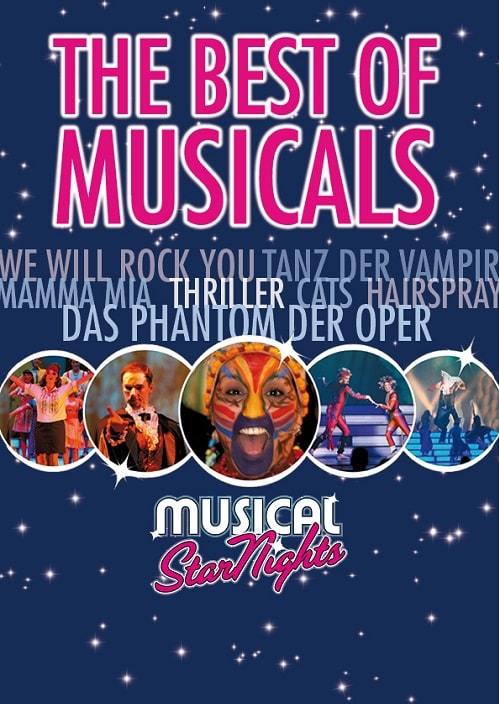 THE BEST OF
MUSICALS
WE WILL ROCK YOU TANZ DER VAMPIR
MAMMA MIA THRILLER CATS HAIRSPRAY
DAS PHANTOM DER OPER
MUSICAL
StarNights